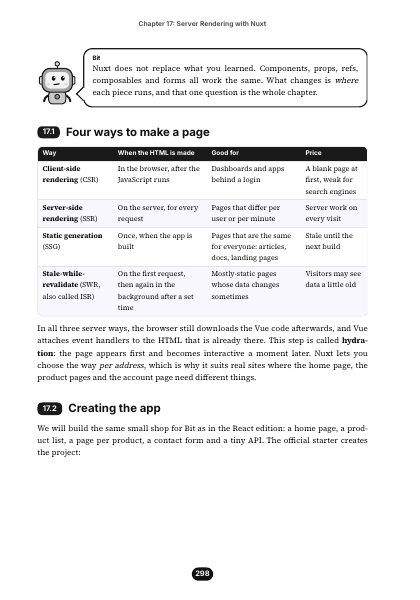 Chapter 17: Server Rendering with Nuxt
Bit
Nuxt does not replace what you learned. Components, props, refs,
composables and forms all work the same. What changes is where
each piece runs, and that one question is the whole chapter.
17.1 Four ways to make a page
Way When the HTML is made Good for Price
Client-side rendering (CSR) In the browser, after the JavaScript runs Dashboards and apps behind a login A blank page at first, weak for search engines
Server-side rendering (SSR) On the server, for every request Pages that differ per user or per minute Server work on every visit
Static generation (SSG) Once, when the app is built Pages that are the same for everyone: articles, docs, landing pages Stale until the next build
Stale-while-revalidate (SWR, also called ISR) On the first request, then again in the background after a set time Mostly-static pages whose data changes sometimes Visitors may see data a little old
In all three server ways, the browser still downloads the Vue code afterwards, and Vue
attaches event handlers to the HTML that is already there. This step is called hydra-
tion: the page appears first and becomes interactive a moment later. Nuxt lets you
choose the way per address, which is why it suits real sites where the home page, the
product pages and the account page need different things.
17.2 Creating the app
We will build the same small shop for Bit as in the React edition: a home page, a prod-
uct list, a page per product, a contact form and a tiny API. The official starter creates
the project:
298